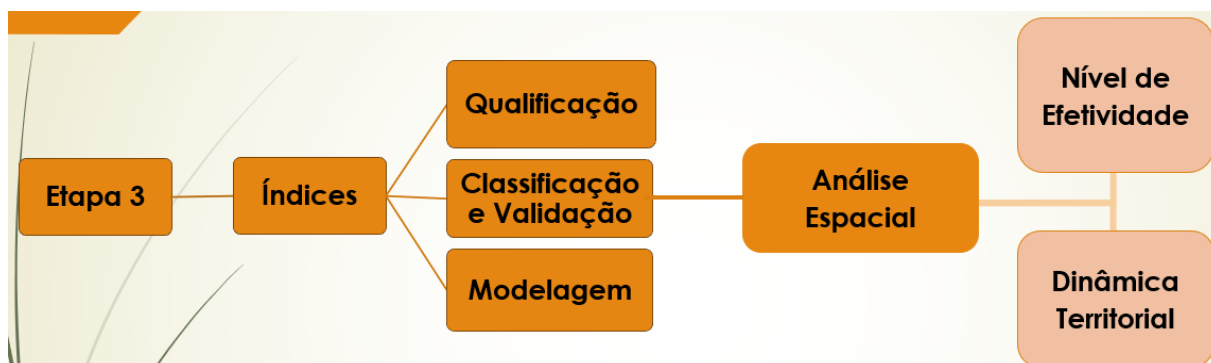 Etapa 3
Índices
Qualificação
Classificação
e Validação
Modelagem
Análise
Espacial
Nível de
Efetividade
Dinâmica
Territorial